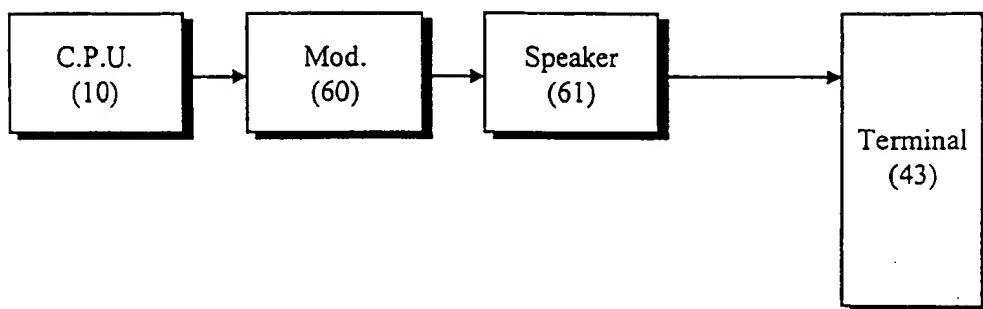 C.P.U.
(10)
Mod.
(60)
Speaker
(61)
Terminal
(43)